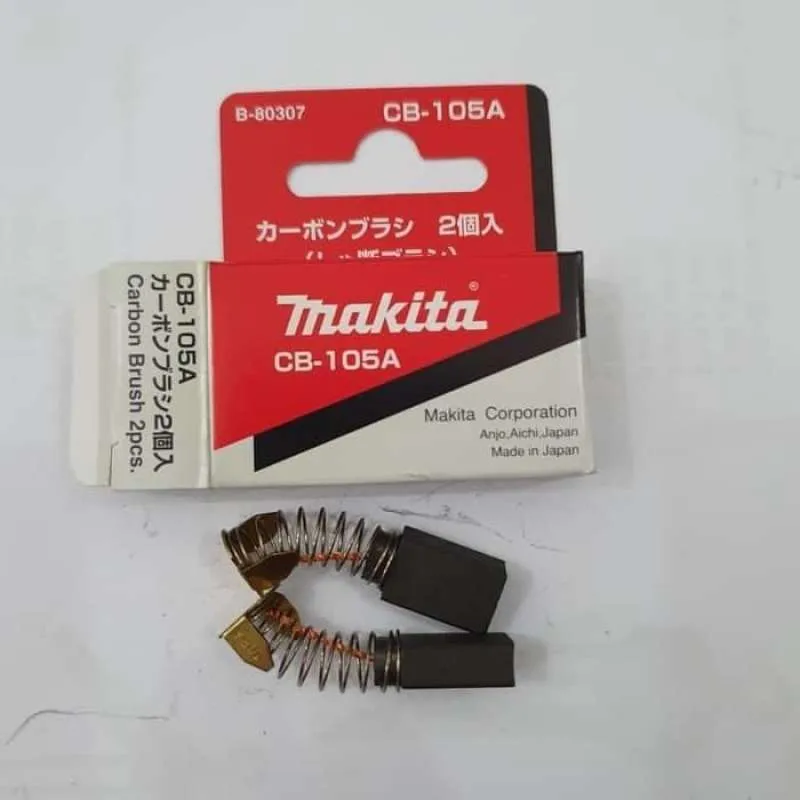 B-80307 CB-105A
カーボンブラシ 2個入
makita®
CB-105A
Makita Corporation
Anjo,Aichi,Japan
Made in Japan
CB-105A
カーボンブラシ2個入
Carbon Brush 2pcs.